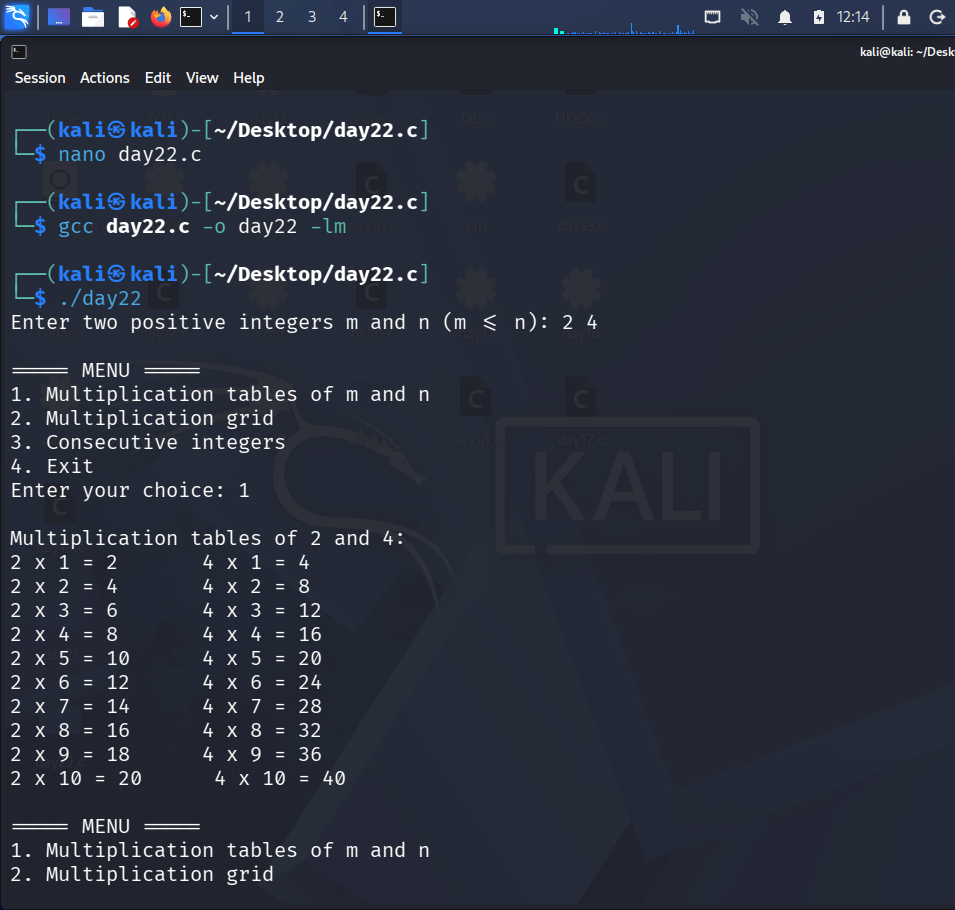 1 2 3 4 12:14
kali@kali: ~/Desk
Session Actions Edit View Help
┌──(kali㉿kali)-[~/Desktop/day22.c]
└─$ nano day22.c
┌──(kali㉿kali)-[~/Desktop/day22.c]
└─$ gcc day22.c -o day22 -lm
┌──(kali㉿kali)-[~/Desktop/day22.c]
└─$ ./day22
Enter two positive integers m and n (m <= n): 2 4
===== MENU =====
1. Multiplication tables of m and n
2. Multiplication grid
3. Consecutive integers
4. Exit
Enter your choice: 1
Multiplication tables of 2 and 4:
2 x 1 = 2 4 x 1 = 4
2 x 2 = 4 4 x 2 = 8
2 x 3 = 6 4 x 3 = 12
2 x 4 = 8 4 x 4 = 16
2 x 5 = 10 4 x 5 = 20
2 x 6 = 12 4 x 6 = 24
2 x 7 = 14 4 x 7 = 28
2 x 8 = 16 4 x 8 = 32
2 x 9 = 18 4 x 9 = 36
2 x 10 = 20 4 x 10 = 40
===== MENU =====
1. Multiplication tables of m and n
2. Multiplication grid
KALI